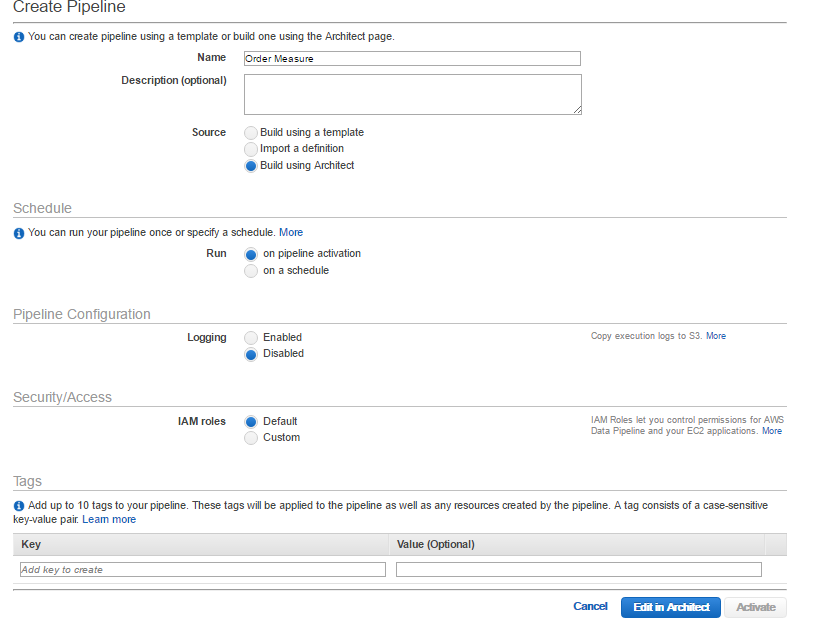 Create Pipeline
You can create pipeline using a template or build one using the Architect page.
Name Order Measure
Description (optional)
Source Build using a template
Import a definition
Build using Architect
Schedule
You can run your pipeline once or specify a schedule. More
Run on pipeline activation
on a schedule
Pipeline Configuration
Logging Enabled Copy execution logs to S3. More
Disabled
Security/Access
IAM roles Default IAM Roles let you control permissions for AWS
Custom Data Pipeline and your EC2 applications. More
Tags
Add up to 10 tags to your pipeline. These tags will be applied to the pipeline as well as any resources created by the pipeline. A tag consists of a case-sensitive
key-value pair. Learn more
Key Value (Optional)
Add key to create
Cancel Edit in Architect Activate